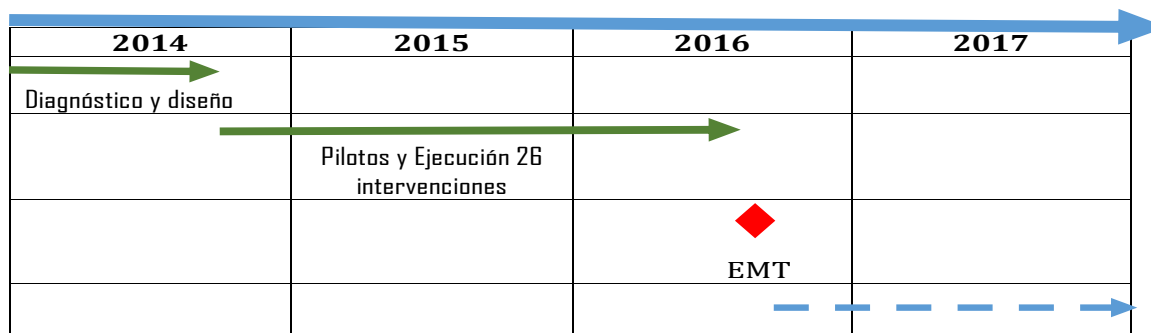 2014 2015 2016 2017
Diagnóstico y diseño
Pilotos y Ejecución 26
intervenciones
EMT